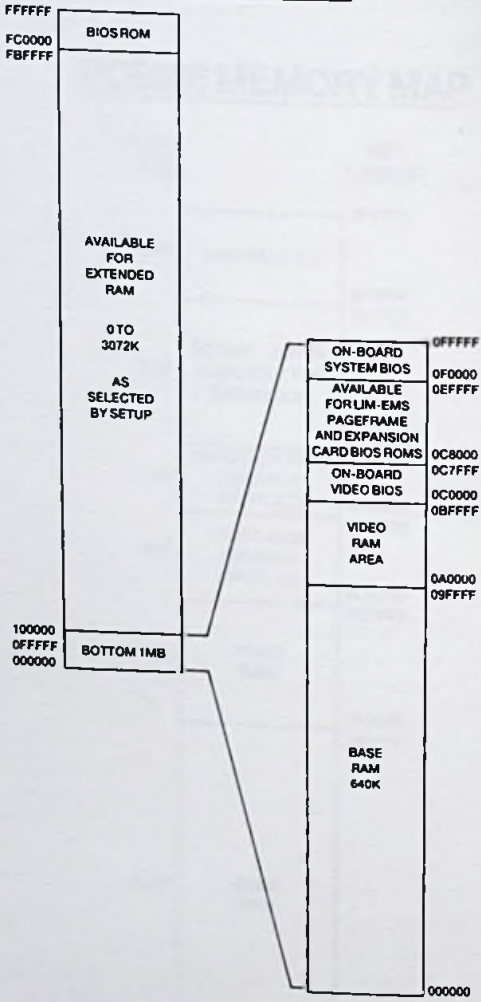 FFFFFF
BIOS ROM
FC0000
FBFFFF
AVAILABLE
FOR
EXTENDED
RAM
0 TO
3072K
AS
SELECTED
BY SETUP
100000
0FFFFF
BOTTOM 1MB
000000
0FFFFF
ON-BOARD
SYSTEM BIOS
0F0000
0EFFFF
AVAILABLE
FOR LIM-EMS
PAGEFRAME
AND EXPANSION
CARD BIOS ROMS
0C8000
0C7FFF
ON-BOARD
VIDEO BIOS
0C0000
0BFFFF
VIDEO
RAM
AREA
0A0000
09FFFF
BASE
RAM
640K
000000